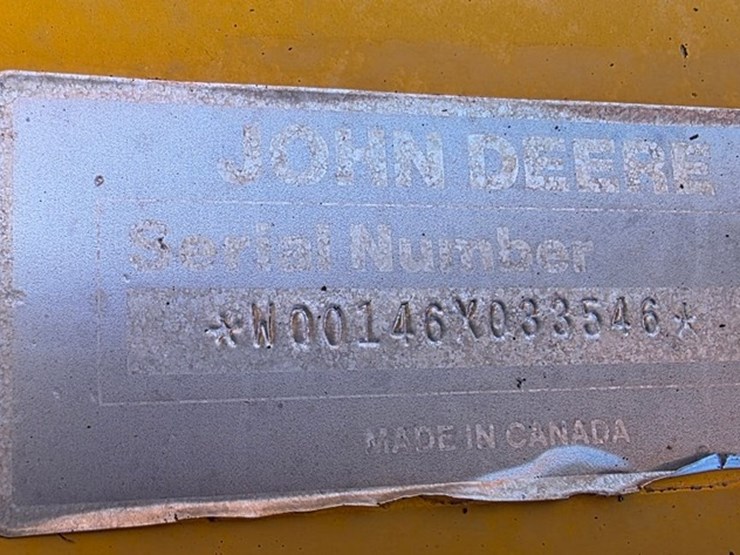 JOHN DEERE
Serial Number
*W00146X033546*
MADE IN CANADA